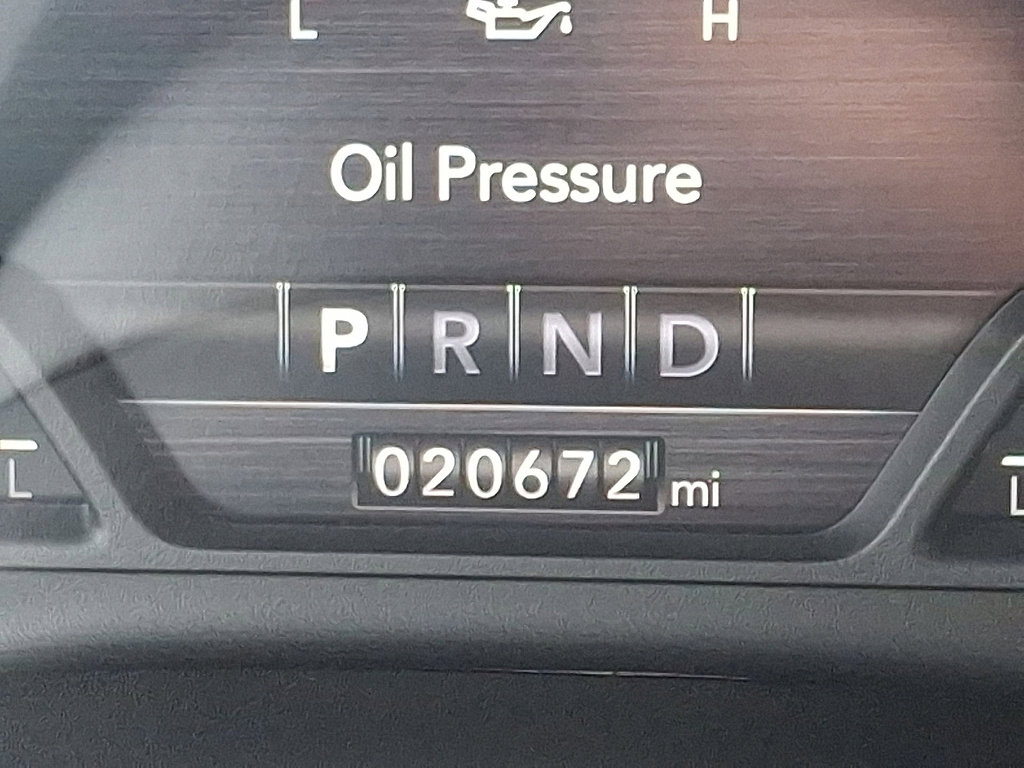 L H
Oil Pressure
P R N D
L 020672 mi L